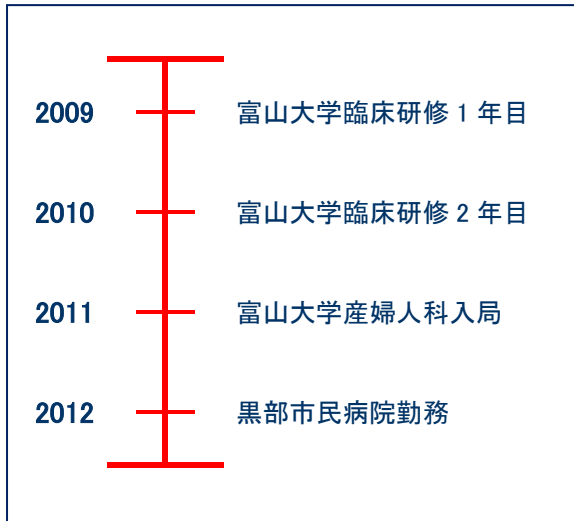 2009 富山大学臨床研修 1 年目
2010 富山大学臨床研修 2 年目
2011 富山大学産婦人科入局
2012 黒部市民病院勤務